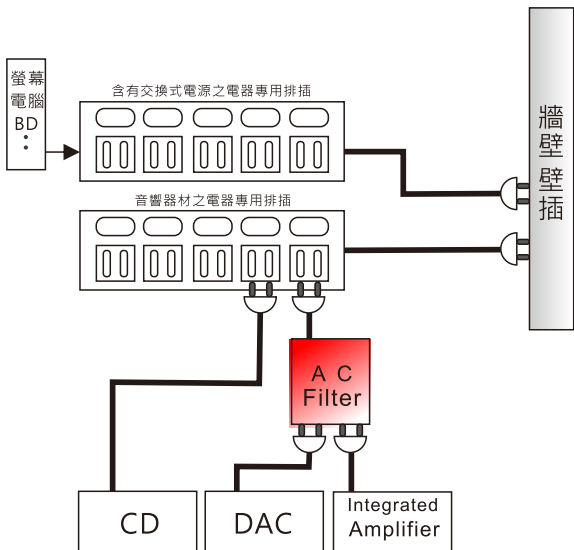 含有交換式電源之電器專用排插
螢幕
電腦
BD
:
音響器材之電器專用排插
牆壁壁插
A C
Filter
CD
DAC
Integrated
Amplifier